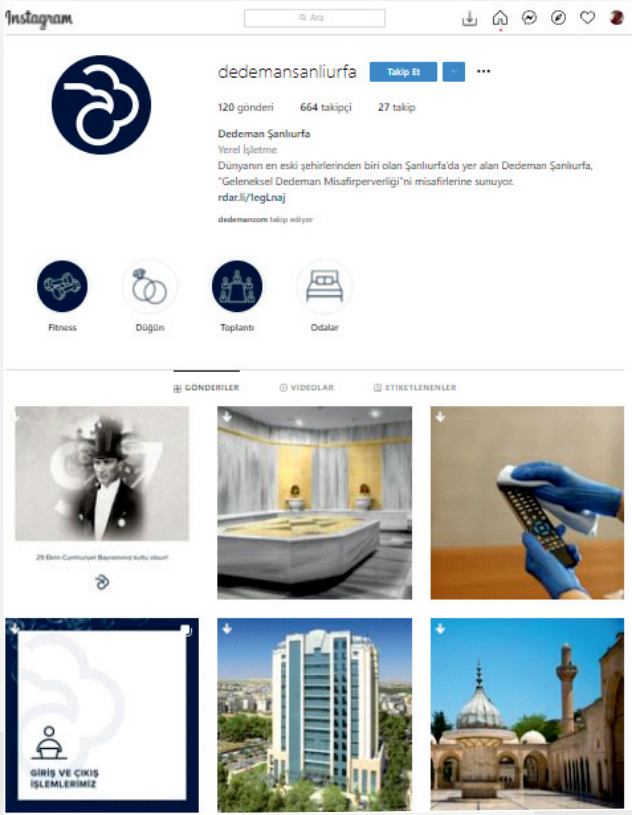 Instagram
Ara
dedemansanliurfa
Takip Et
120 gönderi 664 takipçi 27 takip
Dedeman Şanlıurfa
Yerel İşletme
Dünyanın en eski şehirlerinden biri olan Şanlıurfa'da yer alan Dedeman Şanlıurfa,
"Geleneksel Dedeman Misafirperverliği"ni misafirlerine sunuyor.
rdar.li/1egLnaj
dedemancom takip ediyor
Fitness Düğün Toplantı Odalar
GÖNDERİLER VİDEOLAR ETİKETLENENLER
97
29 Ekim Cumhuriyet Bayramınız kutlu olsun!
GİRİŞ VE ÇIKIŞ
İŞLEMLERİMİZ